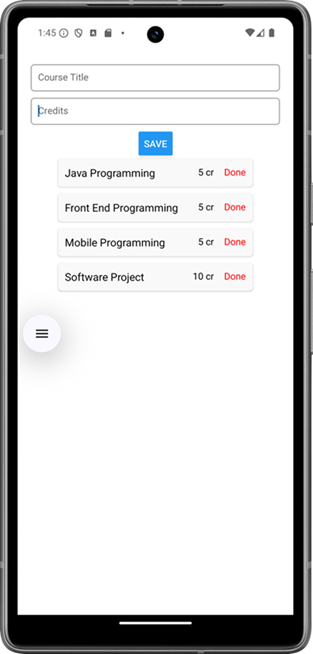 1:45
Course Title
Credits
SAVE
Java Programming 5 cr Done
Front End Programming 5 cr Done
Mobile Programming 5 cr Done
Software Project 10 cr Done